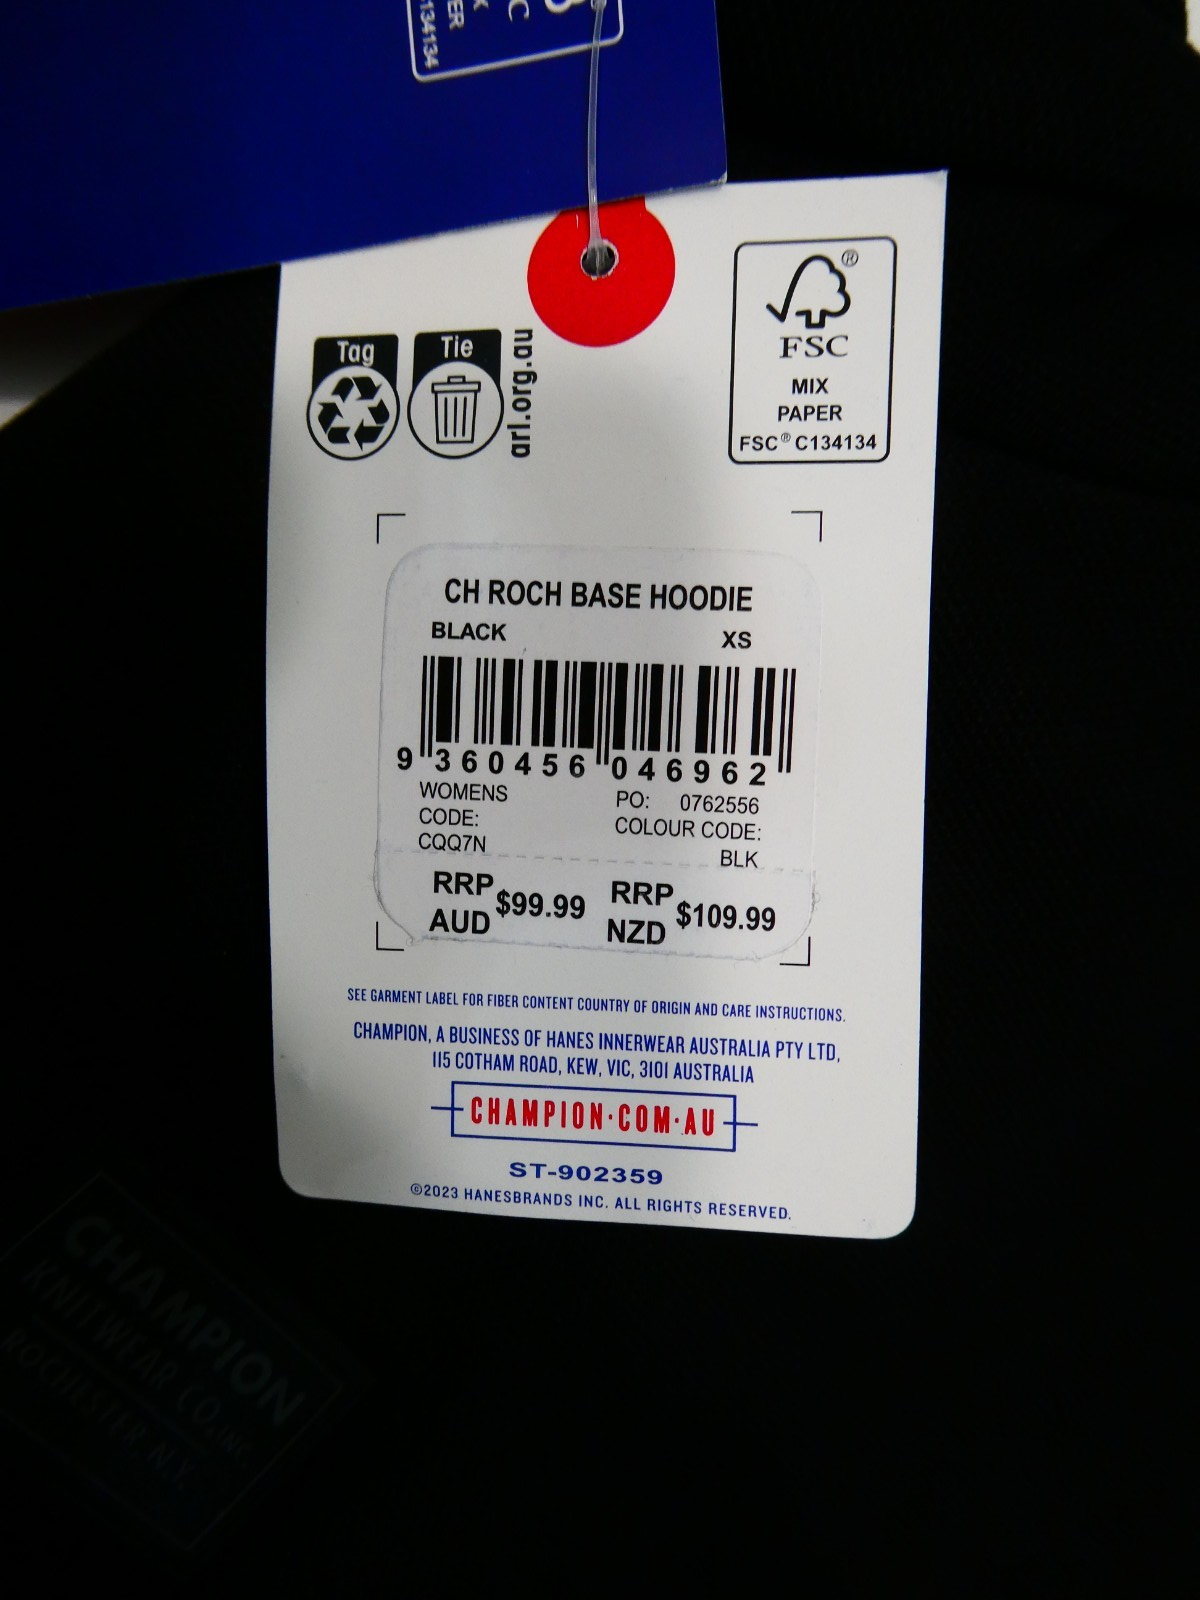 134134
ER
K
C
Tag
Tie
arl.org.au
®
FSC
MIX
PAPER
FSC® C134134
CH ROCH BASE HOODIE
BLACK XS
9 360456 046962
WOMENS PO: 0762556
CODE: COLOUR CODE:
CQQ7N BLK
RRP AUD $99.99 RRP NZD $109.99
SEE GARMENT LABEL FOR FIBER CONTENT COUNTRY OF ORIGIN AND CARE INSTRUCTIONS.
CHAMPION, A BUSINESS OF HANES INNERWEAR AUSTRALIA PTY LTD,
115 COTHAM ROAD, KEW, VIC, 3101 AUSTRALIA
CHAMPION·COM·AU
ST-902359
©2023 HANESBRANDS INC. ALL RIGHTS RESERVED.
CHAMPION
KNITWEAR CO., INC.
ROCHESTER, N.Y.